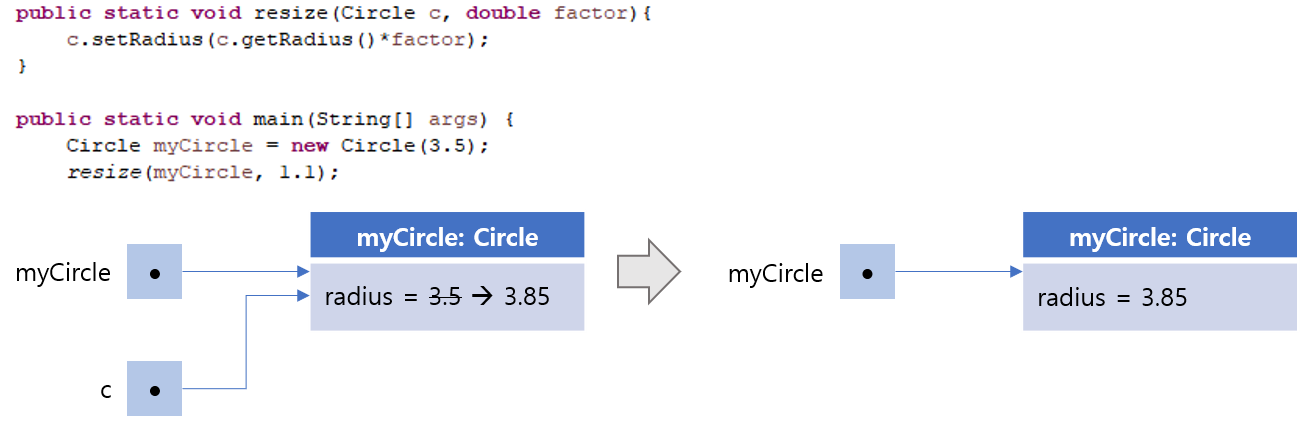 public static void resize(Circle c, double factor){
    c.setRadius(c.getRadius()*factor);
}
public static void main(String[] args) {
    Circle myCircle = new Circle(3.5);
    resize(myCircle, 1.1);
myCircle: Circle
myCircle
radius = 3.5 → 3.85
c
myCircle: Circle
myCircle
radius = 3.85